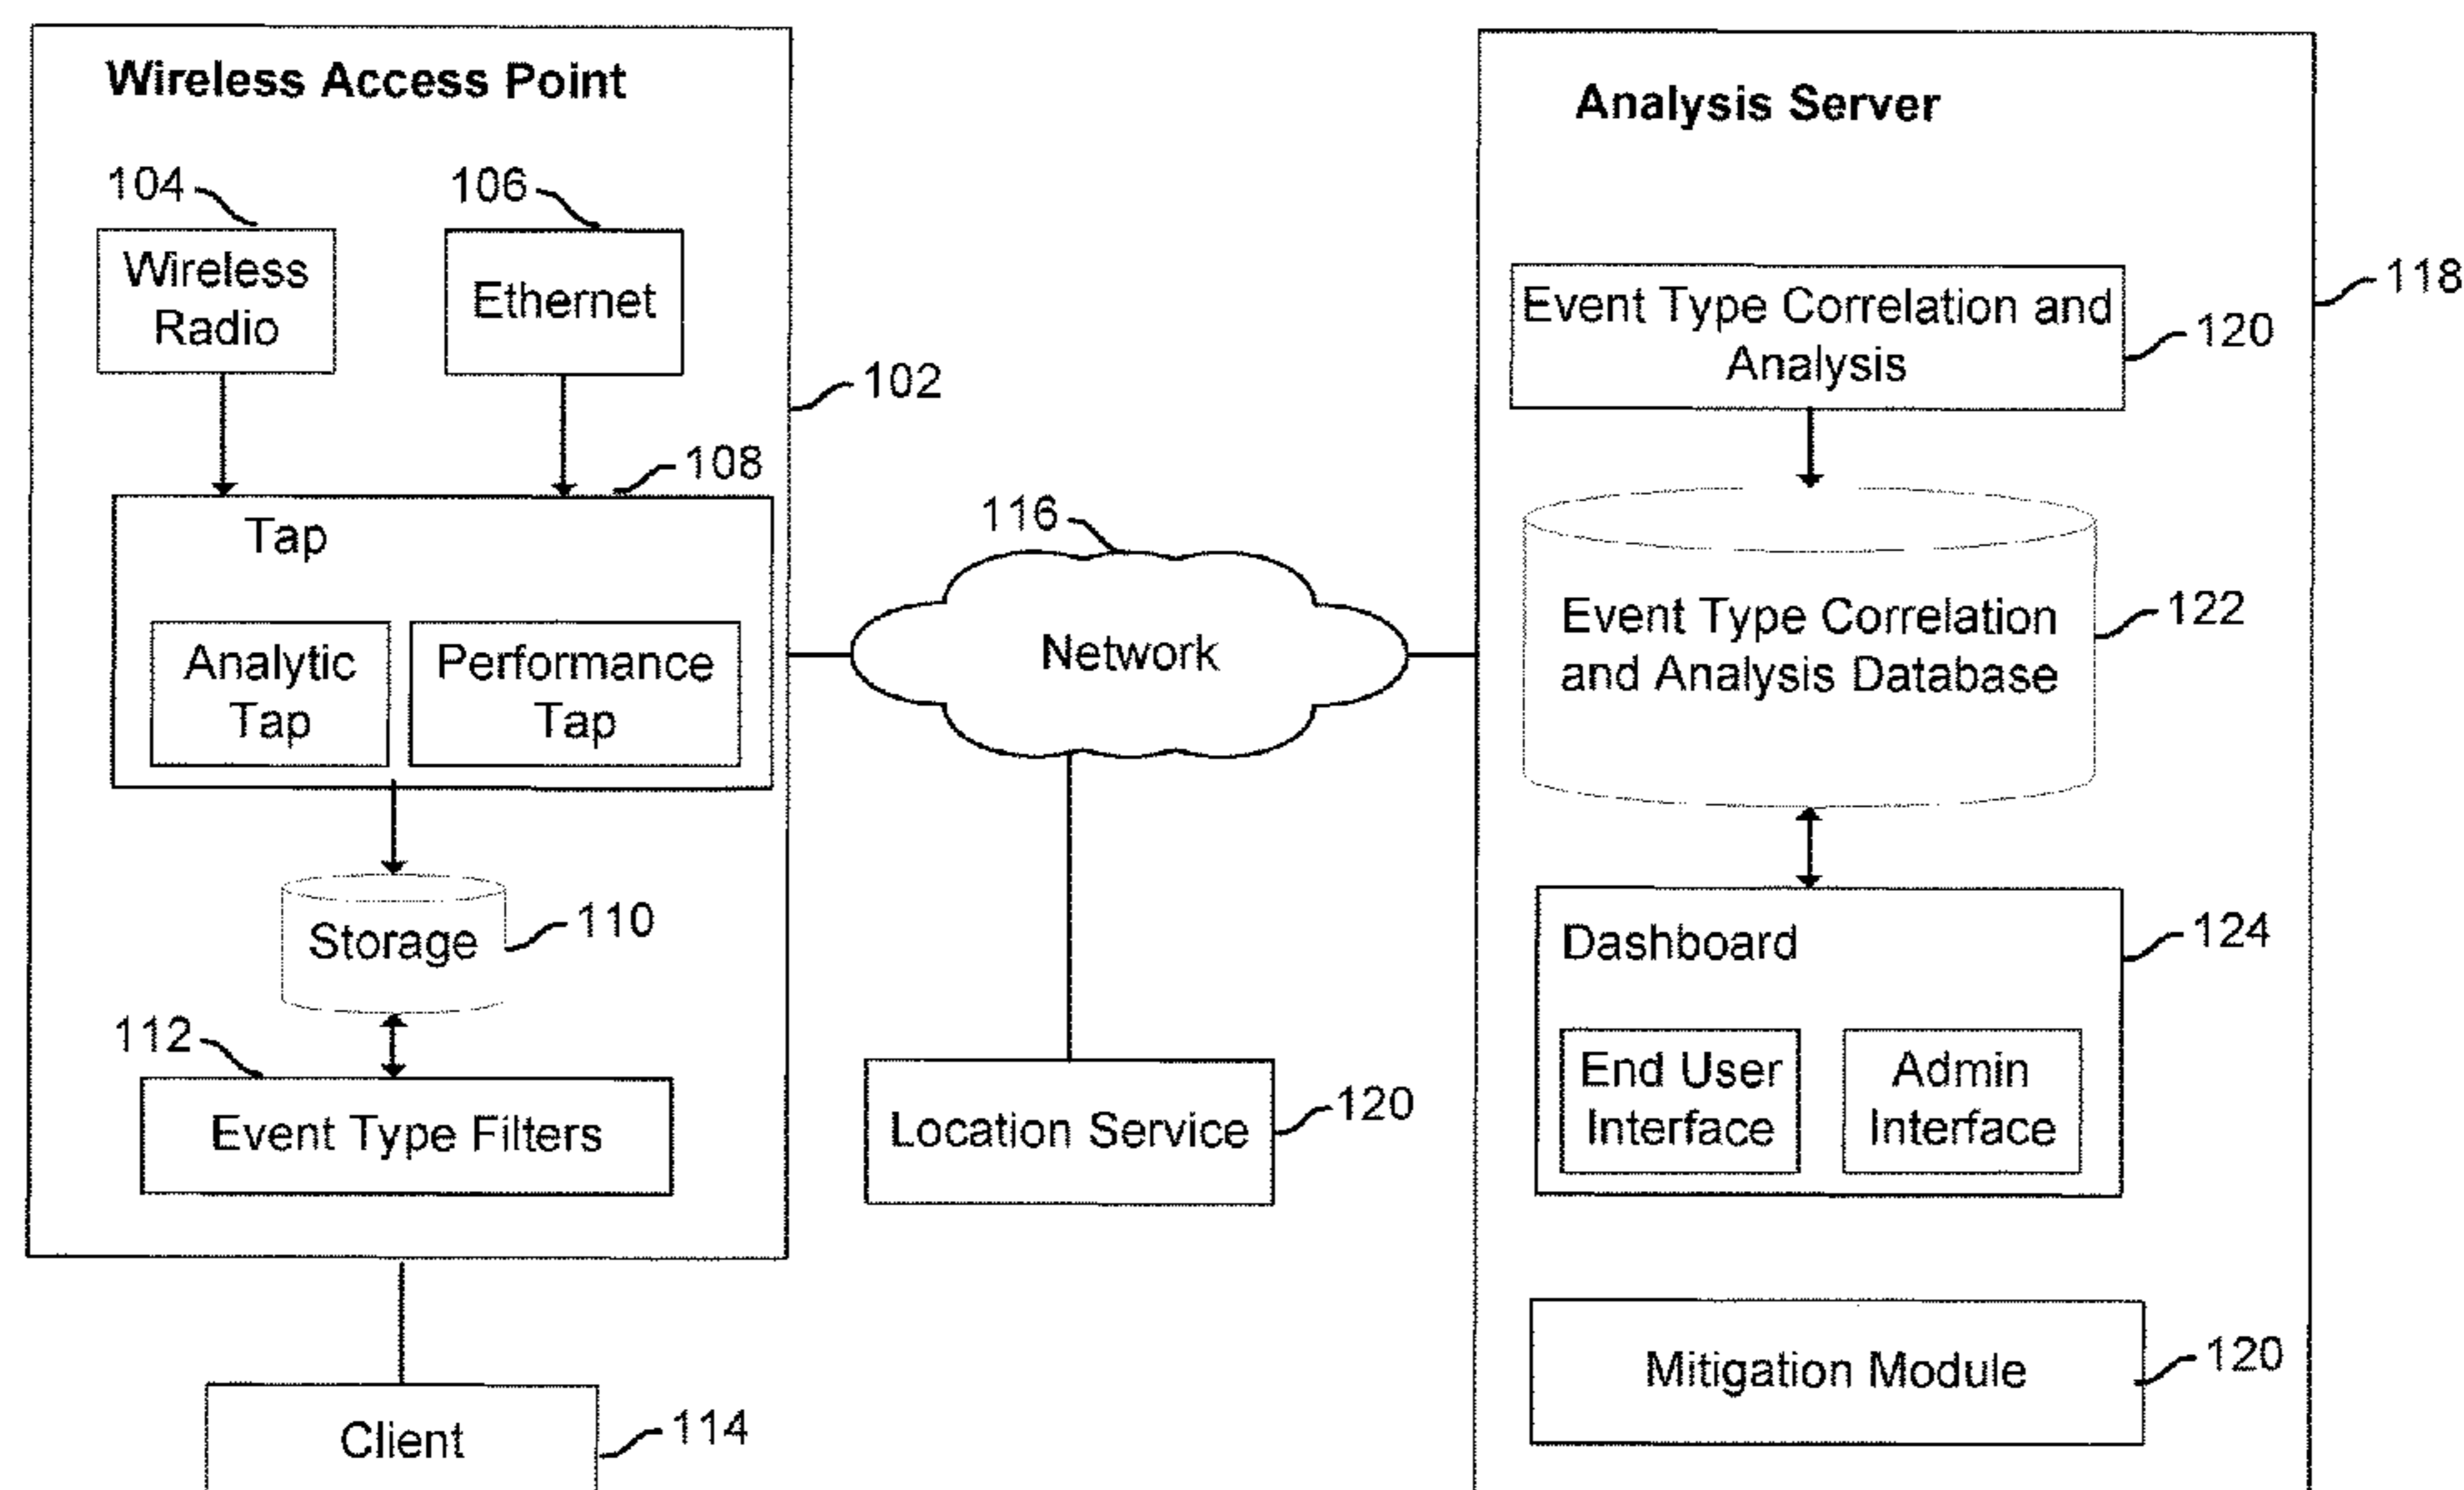 Wireless Access Point
104
106
Wireless
Radio
Ethernet
102
108
Tap
Analytic
Tap
Performance
Tap
Storage
110
112
Event Type Filters
Client
114
116
Network
Location Service
120
Analysis Server
118
Event Type Correlation and
Analysis
120
Event Type Correlation
and Analysis Database
122
Dashboard
124
End User
Interface
Admin
Interface
Mitigation Module
120